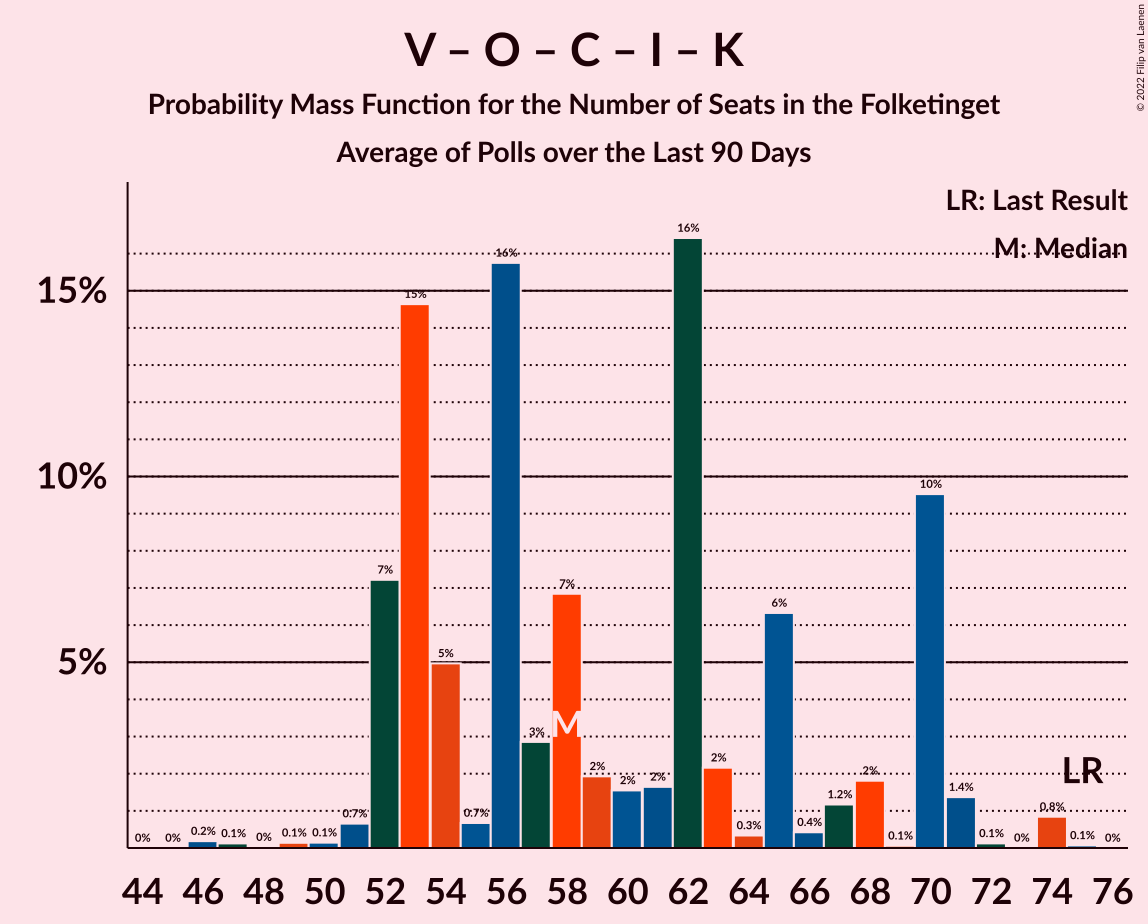 V – O – C – I – K
Probability Mass Function for the Number of Seats in the Folketinget
Average of Polls over the Last 90 Days
© 2022 Filip van Laenen
LR: Last Result
M: Median
15%
10%
5%
0% 0% 0.2% 0.1% 0% 0.1% 0.1% 0.7% 7% 15% 5% 0.7% 16% 3% 7% 2% 2% 2% 16% 2% 0.3% 6% 0.4% 1.2% 2% 0.1% 10% 1.4% 0.1% 0% 0.8% 0.1% 0%
M
LR
44 46 48 50 52 54 56 58 60 62 64 66 68 70 72 74 76